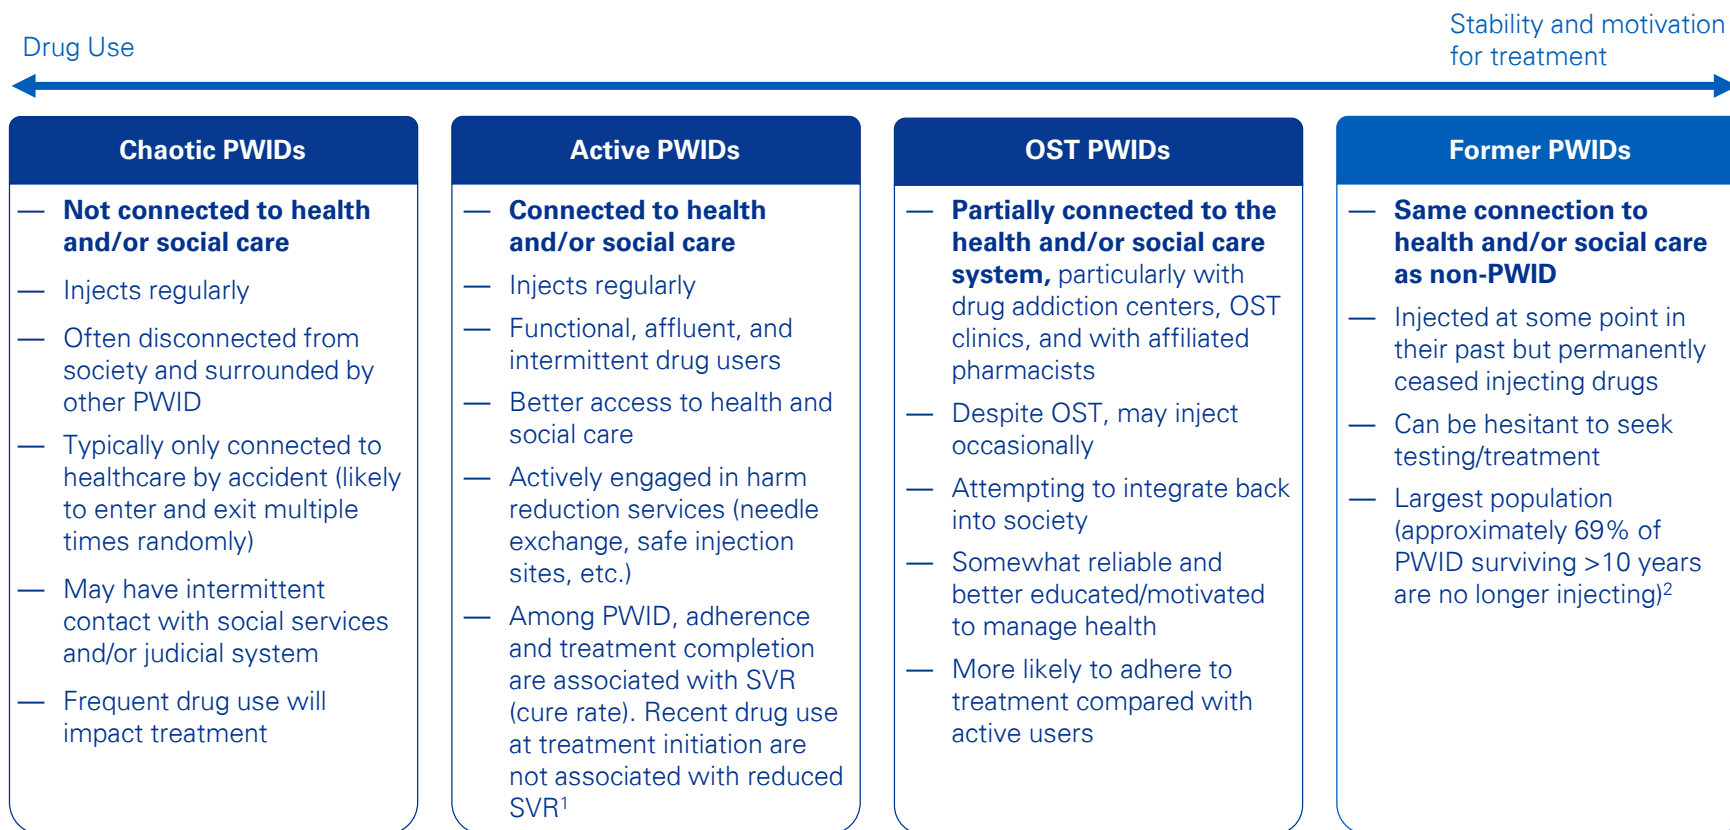 Drug Use
Stability and motivation
for treatment
Chaotic PWIDs
— Not connected to health
and/or social care
— Injects regularly
— Often disconnected from
society and surrounded by
other PWID
— Typically only connected to
healthcare by accident (likely
to enter and exit multiple
times randomly)
— May have intermittent
contact with social services
and/or judicial system
— Frequent drug use will
impact treatment
Active PWIDs
— Connected to health
and/or social care
— Injects regularly
— Functional, affluent, and
intermittent drug users
— Better access to health and
social care
— Actively engaged in harm
reduction services (needle
exchange, safe injection
sites, etc.)
— Among PWID, adherence
and treatment completion
are associated with SVR
(cure rate). Recent drug use
at treatment initiation are
not associated with reduced
SVR¹
OST PWIDs
— Partially connected to the
health and/or social care
system, particularly with
drug addiction centers, OST
clinics, and with affiliated
pharmacists
— Despite OST, may inject
occasionally
— Attempting to integrate back
into society
— Somewhat reliable and
better educated/motivated
to manage health
— More likely to adhere to
treatment compared with
active users
Former PWIDs
— Same connection to
health and/or social care
as non-PWID
— Injected at some point in
their past but permanently
ceased injecting drugs
— Can be hesitant to seek
testing/treatment
— Largest population
(approximately 69% of
PWID surviving >10 years
are no longer injecting)²